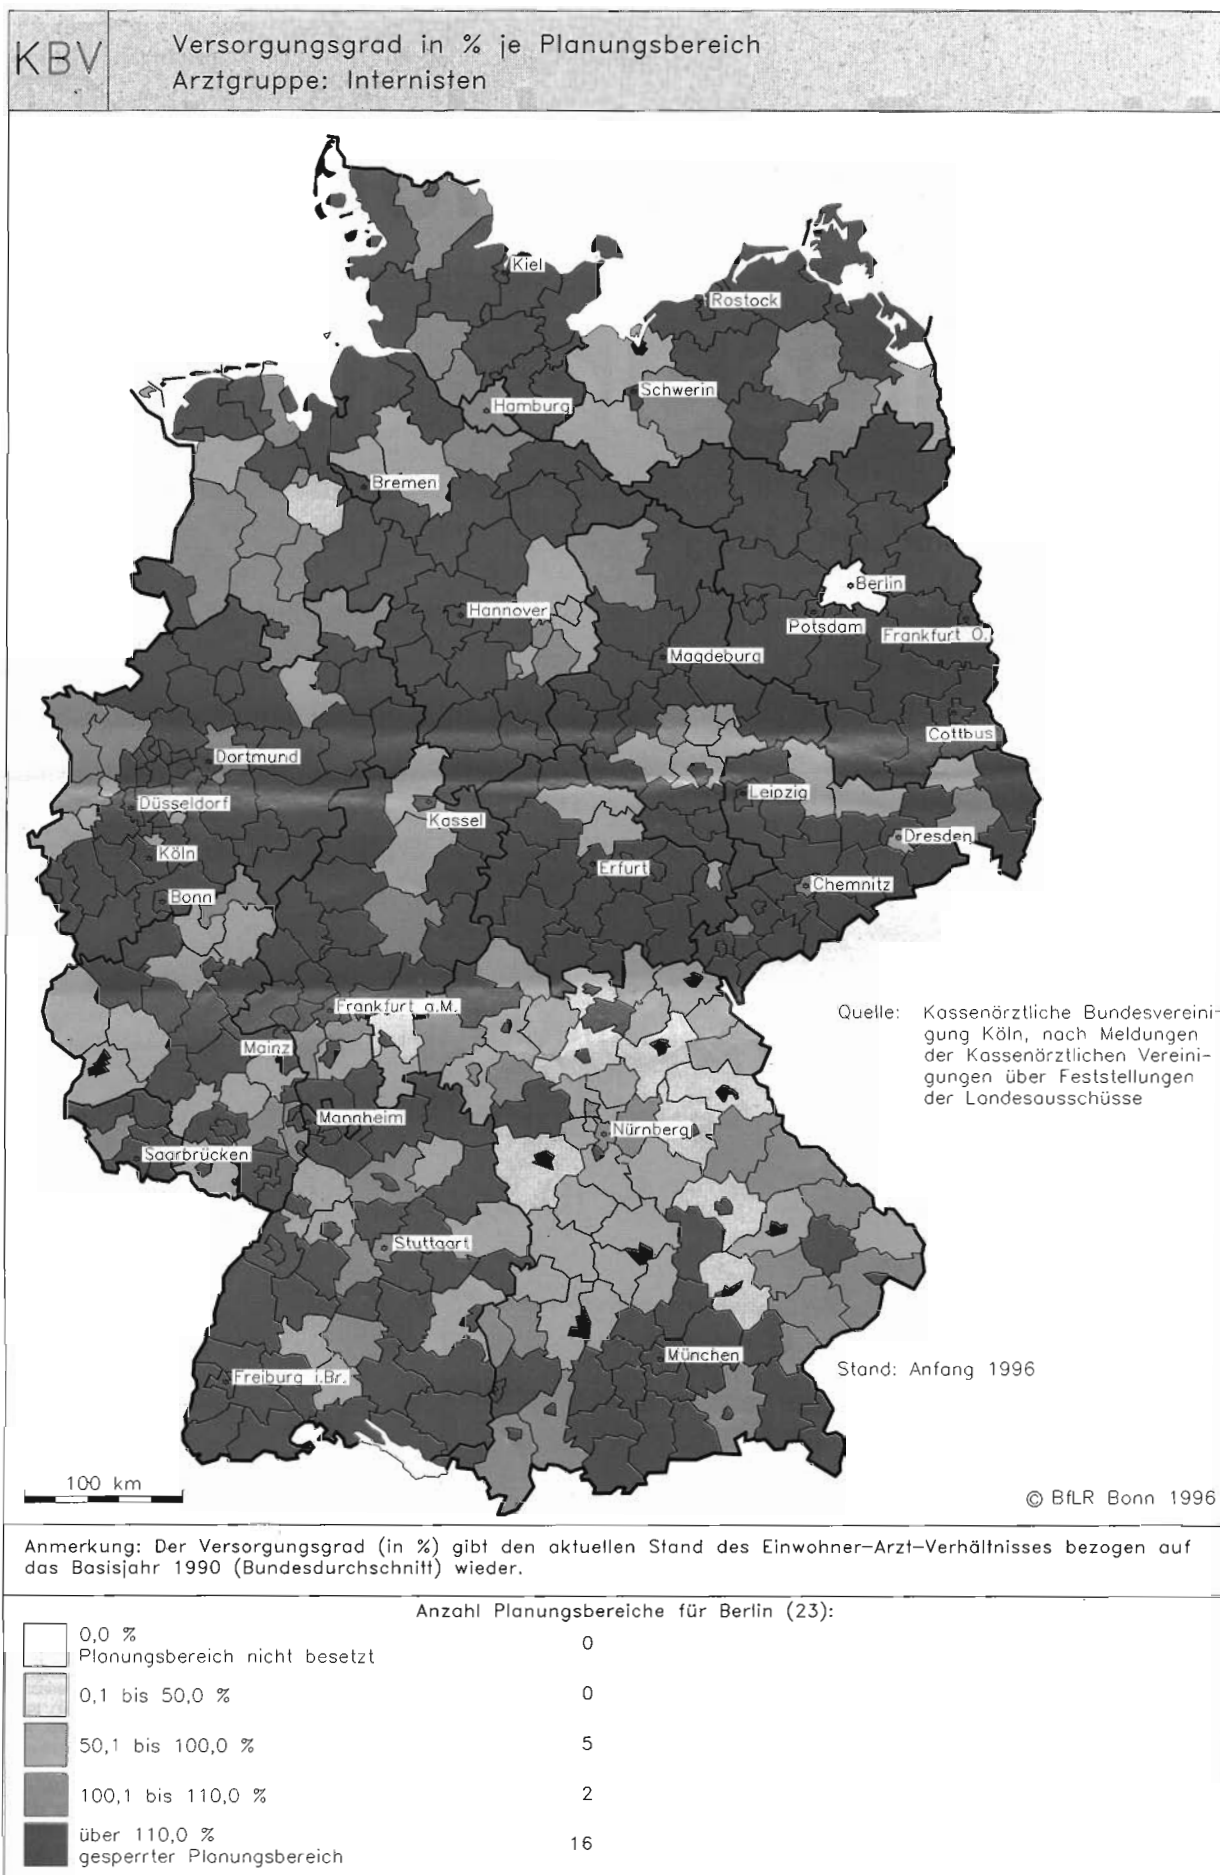 KBV
Versorgungsgrad in % je Planungsbereich
Arztgruppe: Internisten
Kiel
Rostock
Schwerin
Hamburg
Bremen
Berlin
Hannover
Potsdam
Frankfurt O.
Magdeburg
Cottbus
Dortmund
Leipzig
Düsseldorf
Kassel
Dresden
Köln
Erfurt
Chemnitz
Bonn
Frankfurt a.M.
Quelle: Kassenärztliche Bundesvereini-
gung Köln, nach Meldungen
der Kassenärztlichen Vereini-
gungen über Feststellungen
der Landesausschüsse
Mainz
Mannheim
Nürnberg
Saarbrücken
Stuttgart
München
Freiburg i.Br.
Stand: Anfang 1996
100 km
© BfLR Bonn 1996
Anmerkung: Der Versorgungsgrad (in %) gibt den aktuellen Stand des Einwohner-Arzt-Verhältnisses bezogen auf
das Basisjahr 1990 (Bundesdurchschnitt) wieder.
Anzahl Planungsbereiche für Berlin (23):
0,0 %
Planungsbereich nicht besetzt 0
0,1 bis 50,0 % 0
50,1 bis 100,0 % 5
100,1 bis 110,0 % 2
über 110,0 %
gesperrter Planungsbereich 16